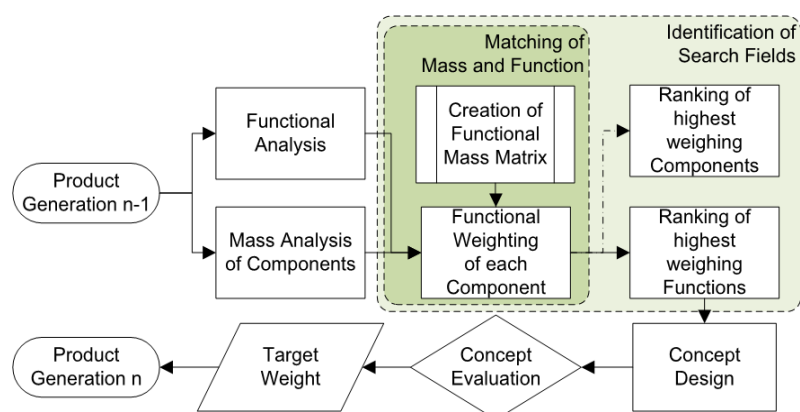 Matching of
Mass and Function
Identification of
Search Fields
Functional
Analysis
Creation of
Functional
Mass Matrix
Ranking of
highest
weighing
Components
Product
Generation n-1
Mass Analysis
of Components
Functional
Weighting
of each
Component
Ranking of
highest
weighing
Functions
Product
Generation n
Target
Weight
Concept
Evaluation
Concept
Design